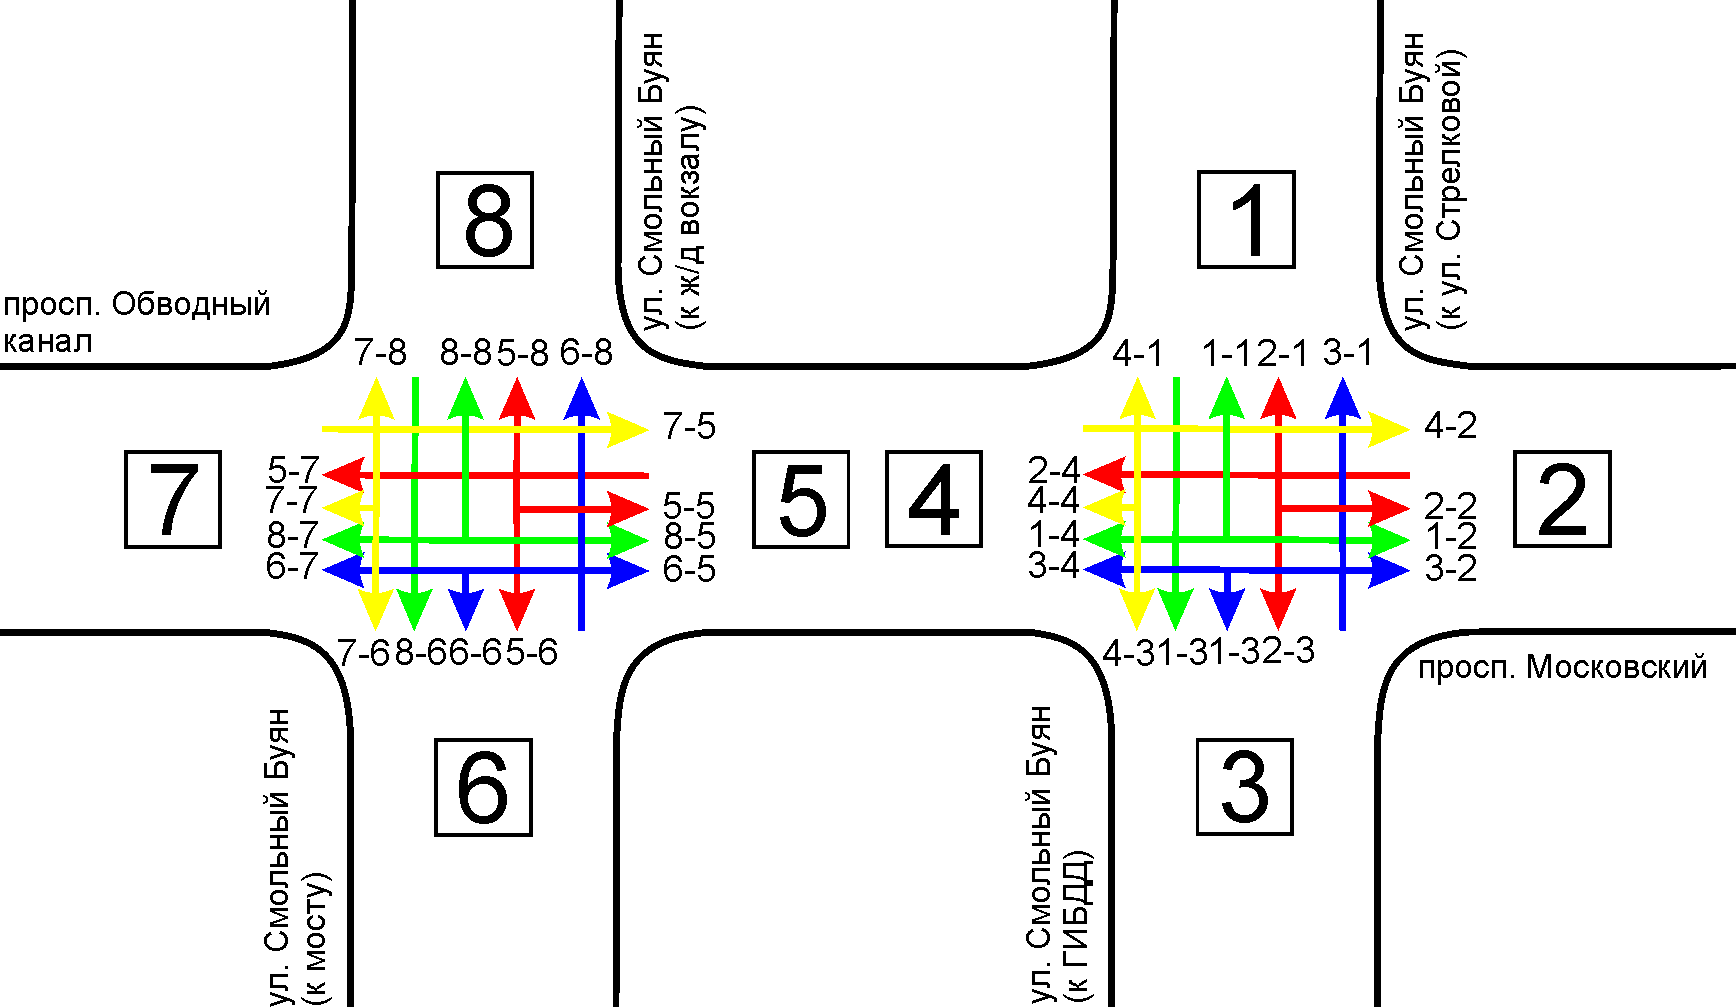 ул. Смольный Буян
(к ж/д вокзалу)
ул. Смольный Буян
(к ул. Стрелковой)
8
1
просп. Обводный
канал
7-8 8-8 5-8 6-8
4-1 1-1 2-1 3-1
7-5
4-2
5-7
7-7
8-7
6-7
7
5-5
8-5
6-5
5
4
2-4
4-4
1-4
3-4
2-2
1-2
3-2
2
7-6 8-6 6-6 5-6
4-3 1-3 1-3 2-3
просп. Московский
6
3
ул. Смольный Буян
(к мосту)
ул. Смольный Буян
(к ГИБДД)